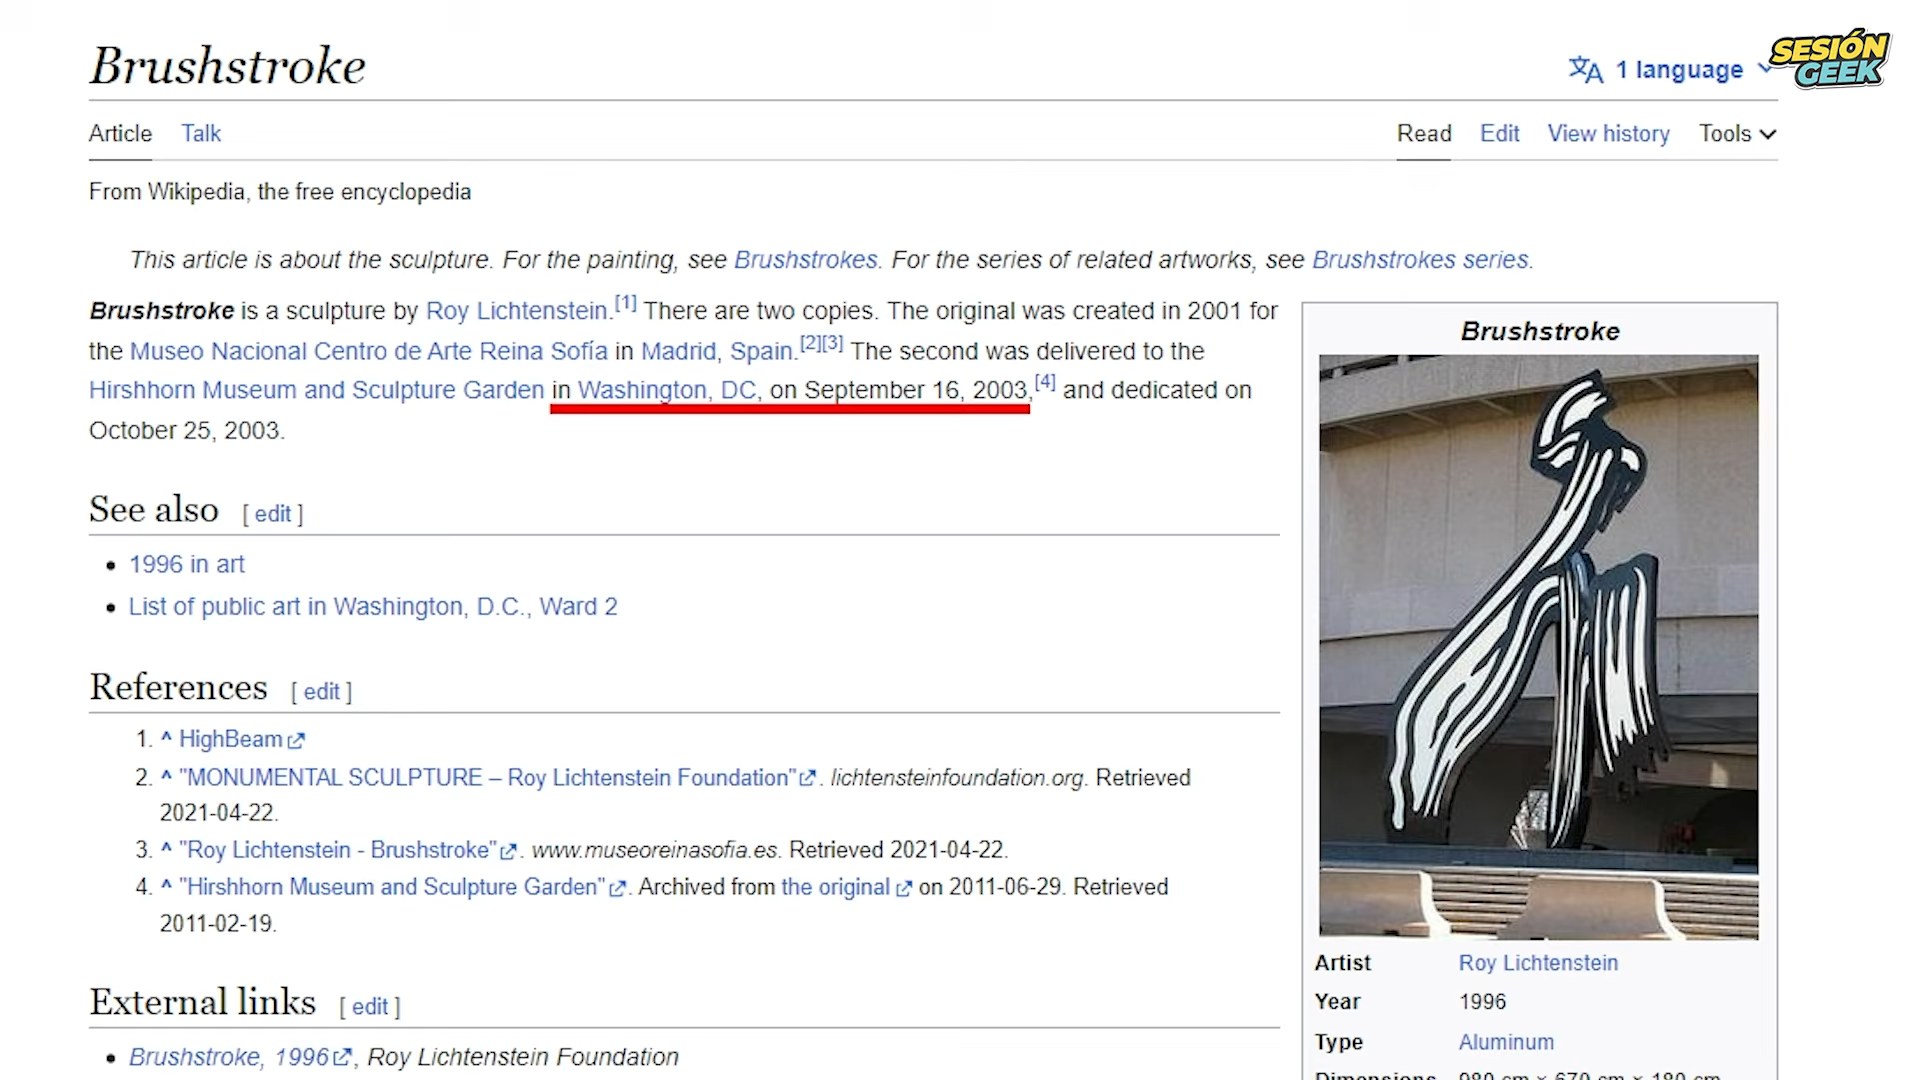 Brushstroke
1 language
SESIÓN
GEEK
Article Talk
Read Edit View history Tools
From Wikipedia, the free encyclopedia
This article is about the sculpture. For the painting, see Brushstrokes. For the series of related artworks, see Brushstrokes series.
Brushstroke is a sculpture by Roy Lichtenstein.[1] There are two copies. The original was created in 2001 for
the Museo Nacional Centro de Arte Reina Sofía in Madrid, Spain.[2][3] The second was delivered to the
Hirshhorn Museum and Sculpture Garden in Washington, DC, on September 16, 2003,[4] and dedicated on
October 25, 2003.
See also [ edit ]
• 1996 in art
• List of public art in Washington, D.C., Ward 2
References [ edit ]
1. ^ HighBeam
2. ^ "MONUMENTAL SCULPTURE – Roy Lichtenstein Foundation". lichtensteinfoundation.org. Retrieved
2021-04-22.
3. ^ "Roy Lichtenstein - Brushstroke". www.museoreinasofia.es. Retrieved 2021-04-22.
4. ^ "Hirshhorn Museum and Sculpture Garden". Archived from the original on 2011-06-29. Retrieved
2011-02-19.
External links [ edit ]
• Brushstroke, 1996, Roy Lichtenstein Foundation
Brushstroke
Artist Roy Lichtenstein
Year 1996
Type Aluminum
Dimensions 980 cm × 670 cm × 180 cm